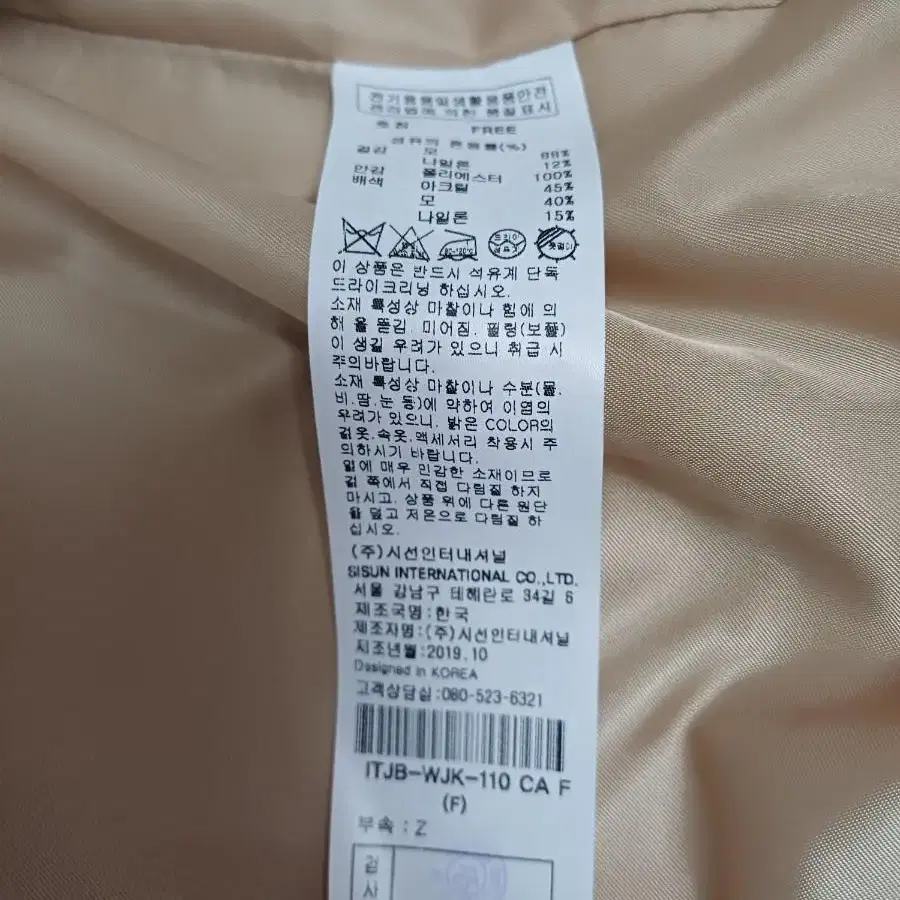 전기용품및생활용품안전
관리법에 의한 품질표시
호칭 FREE
섬유의 혼용률(%)
겉감 모 88%
나일론 12%
안감 폴리에스터 100%
배색 아크릴 45%
모 40%
나일론 15%
80-120℃ 드라이 손짤이
이 상품은 반드시 석유계 단독
드라이크리닝 하십시오.
소재 특성상 마찰이나 힘에 의
해 올 뜯김. 미어짐. 필링(보풀)
이 생길 우려가 있으니 취급 시
주의바랍니다.
소재 특성상 마찰이나 수분(물.
비.땀.눈 등)에 약하여 이염의
우려가 있으니, 밝은 COLOR의
겉옷.속옷.액세서리 착용시 주
의하시기 바랍니다.
열에 매우 민감한 소재이므로
겉 쪽에서 직접 다림질 하지
마시고. 상품 위에 다른 원단
을 덮고 저온으로 다림질 하
십시오.
(주)시선인터내셔널
SISUN INTERNATIONAL CO.,LTD.
서울 강남구 테헤란로 34길 6
제조국명:한국
제조자명:(주)시선인터내셔널
제조년월:2019.10
Designed in KOREA
고객상담실:080-523-6321
ITJB-WJK-110 CA F
(F)
부속 : Z
검
사